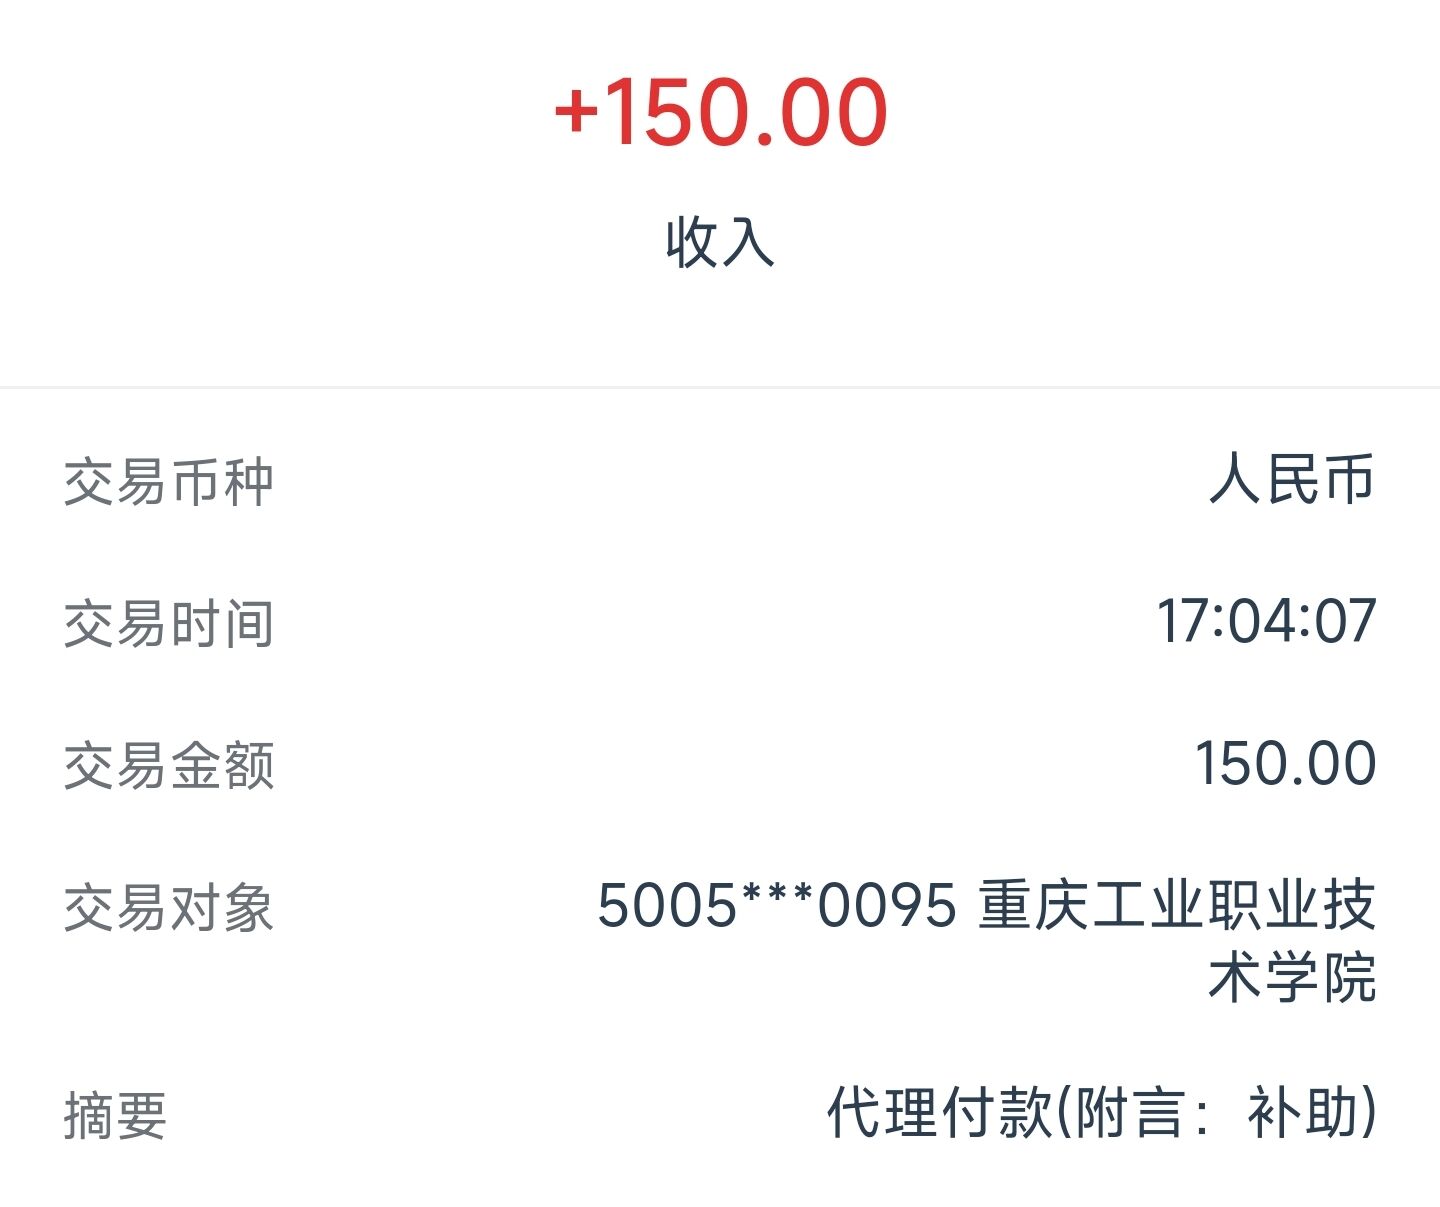 +150.00
收入
交易币种 人民币
交易时间 17:04:07
交易金额 150.00
交易对象 5005***0095 重庆工业职业技
术学院
摘要 代理付款(附言：补助)